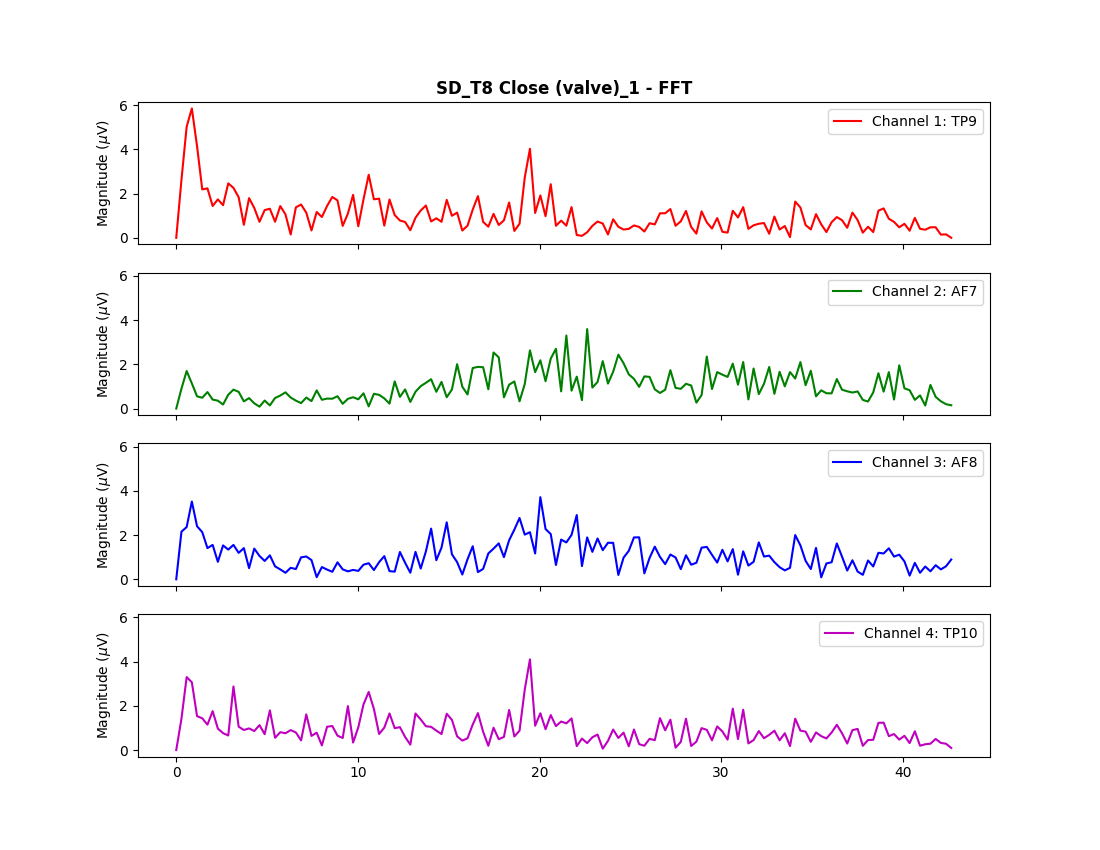 SD_T8 Close (valve)_1 - FFT
6
4
2
0
Magnitude (μV)
Channel 1: TP9
6
4
2
0
Magnitude (μV)
Channel 2: AF7
6
4
2
0
Magnitude (μV)
Channel 3: AF8
6
4
2
0
Magnitude (μV)
Channel 4: TP10
0 10 20 30 40